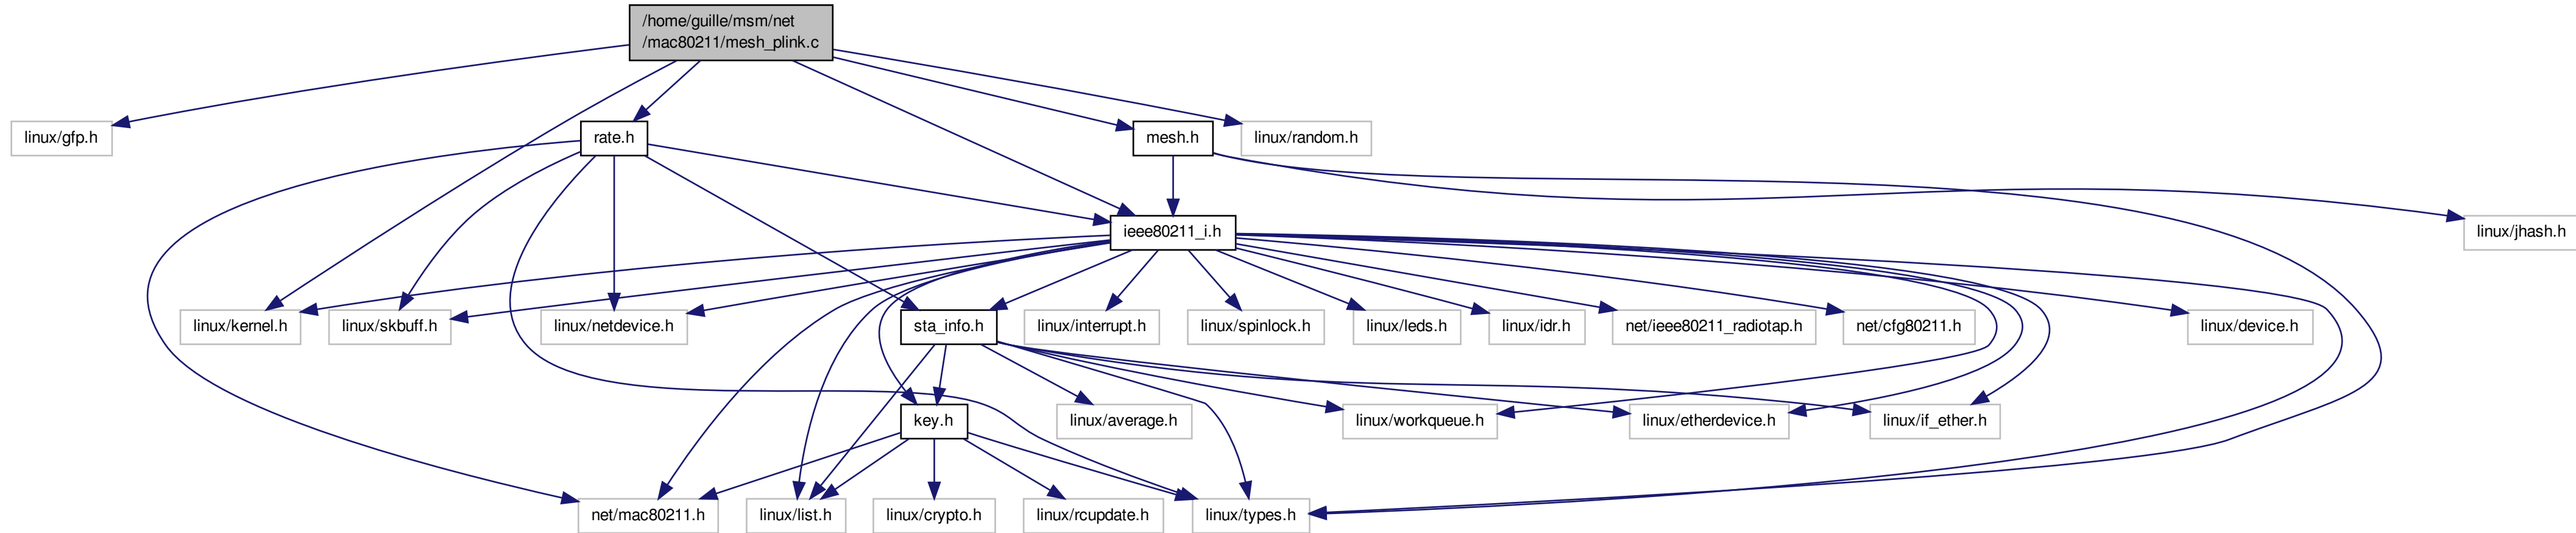 /home/guille/msm/net
/mac80211/mesh_plink.c
linux/gfp.h
rate.h
mesh.h
linux/random.h
ieee80211_i.h
linux/jhash.h
linux/kernel.h
linux/skbuff.h
linux/netdevice.h
sta_info.h
linux/interrupt.h
linux/spinlock.h
linux/leds.h
linux/idr.h
net/ieee80211_radiotap.h
net/cfg80211.h
linux/device.h
key.h
linux/average.h
linux/workqueue.h
linux/etherdevice.h
linux/if_ether.h
net/mac80211.h
linux/list.h
linux/crypto.h
linux/rcupdate.h
linux/types.h